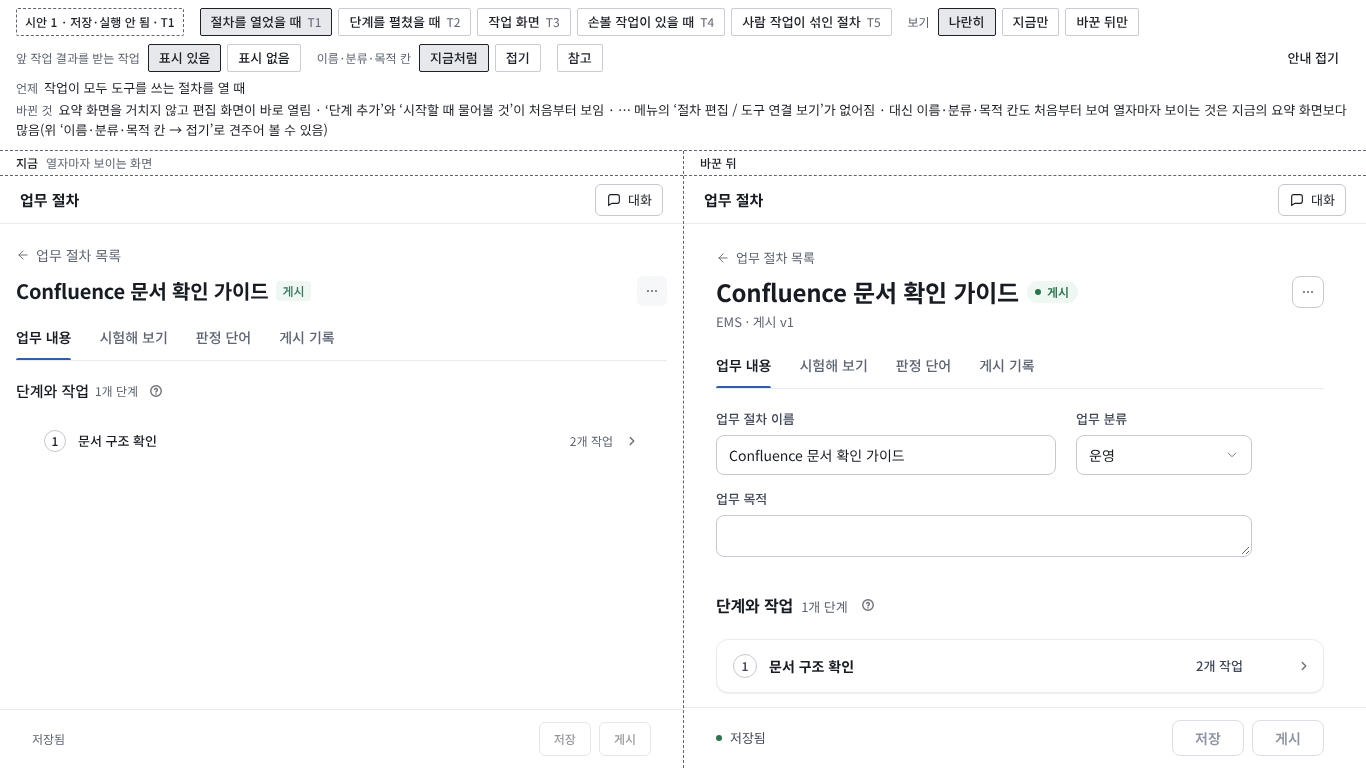 시안 1 · 저장·실행 안 됨 · T1
절차를 열었을 때 T1
단계를 펼쳤을 때 T2
작업 화면 T3
손볼 작업이 있을 때 T4
사람 작업이 섞인 절차 T5
보기
나란히
지금만
바꾼 뒤만
앞 작업 결과를 받는 작업
표시 있음
표시 없음
이름·분류·목적 칸
지금처럼
접기
참고
안내 접기
언제 작업이 모두 도구를 쓰는 절차를 열 때
바뀐 것 요약 화면을 거치지 않고 편집 화면이 바로 열림 · ‘단계 추가’와 ‘시작할 때 물어볼 것’이 처음부터 보임 · ⋯ 메뉴의 ‘절차 편집 / 도구 연결 보기’가 없어짐 · 대신 이름·분류·목적 칸도 처음부터 보여 열자마자 보이는 것은 지금의 요약 화면보다
많음(위 ‘이름·분류·목적 칸 → 접기’로 견주어 볼 수 있음)
지금 열자마자 보이는 화면
업무 절차
대화
← 업무 절차 목록
Confluence 문서 확인 가이드 게시
⋯
업무 내용
시험해 보기
판정 단어
게시 기록
단계와 작업 1개 단계
1 문서 구조 확인
2개 작업
저장됨
저장
게시
바꾼 뒤
업무 절차
대화
← 업무 절차 목록
Confluence 문서 확인 가이드 게시
⋯
EMS · 게시 v1
업무 내용
시험해 보기
판정 단어
게시 기록
업무 절차 이름
업무 분류
Confluence 문서 확인 가이드
운영
업무 목적
단계와 작업 1개 단계
1 문서 구조 확인
2개 작업
저장됨
저장
게시